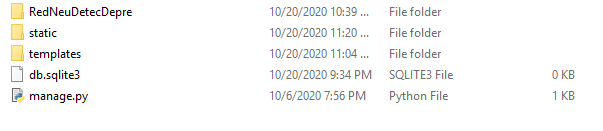 RedNeuDetecDepre 10/20/2020 10:39 ... File folder
static 10/20/2020 11:20 ... File folder
templates 10/20/2020 11:04 ... File folder
db.sqlite3 10/20/2020 9:34 PM SQLITE3 File 0 KB
manage.py 10/6/2020 7:56 PM Python File 1 KB